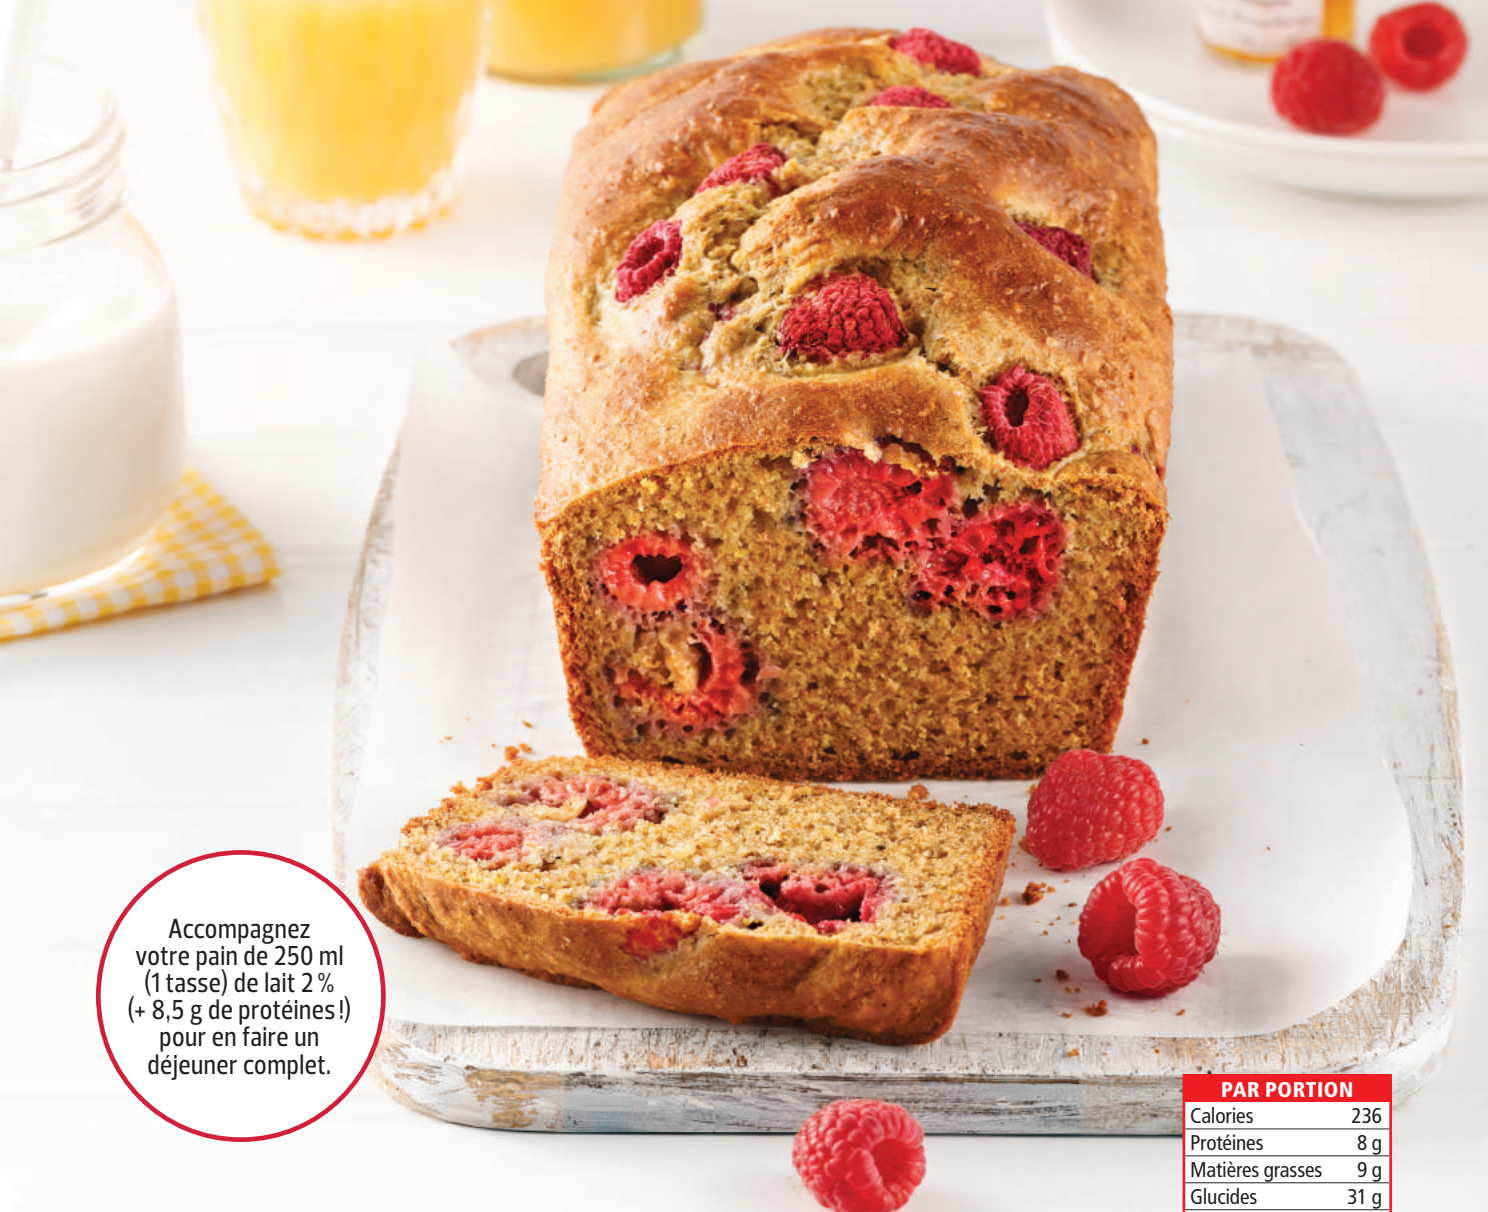 Accompagnez
votre pain de 250 ml
(1 tasse) de lait 2 %
(+ 8,5 g de protéines !)
pour en faire un
déjeuner complet.
PAR PORTION
Calories 236
Protéines 8 g
Matières grasses 9 g
Glucides 31 g